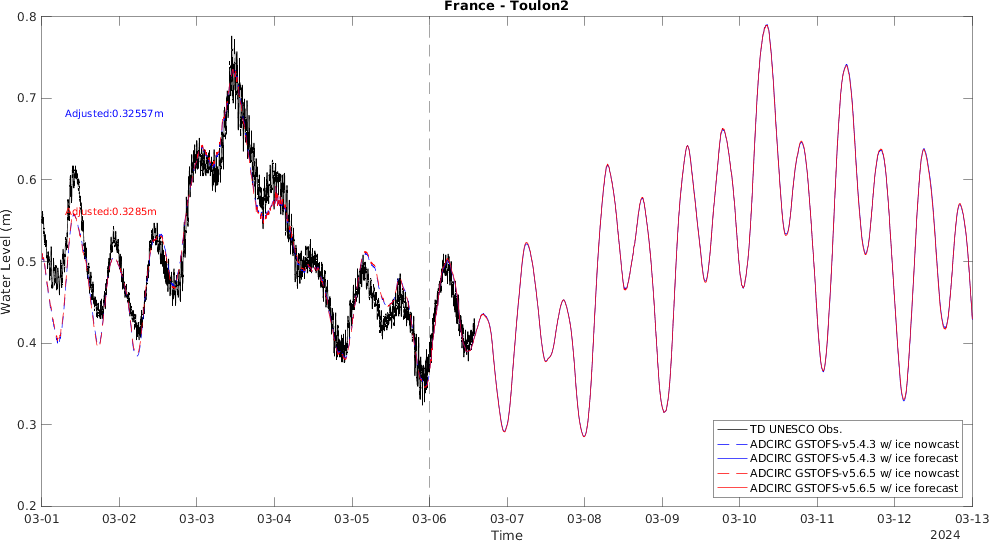 France - Toulon2
Water Level (m)
0.8
0.7
0.6
0.5
0.4
0.3
0.2
Adjusted:0.32557m
Adjusted:0.3285m
TD UNESCO Obs.
ADCIRC GSTOFS-v5.4.3 w/ ice nowcast
ADCIRC GSTOFS-v5.4.3 w/ ice forecast
ADCIRC GSTOFS-v5.6.5 w/ ice nowcast
ADCIRC GSTOFS-v5.6.5 w/ ice forecast
03-01 03-02 03-03 03-04 03-05 03-06 03-07 03-08 03-09 03-10 03-11 03-12 03-13
Time
2024